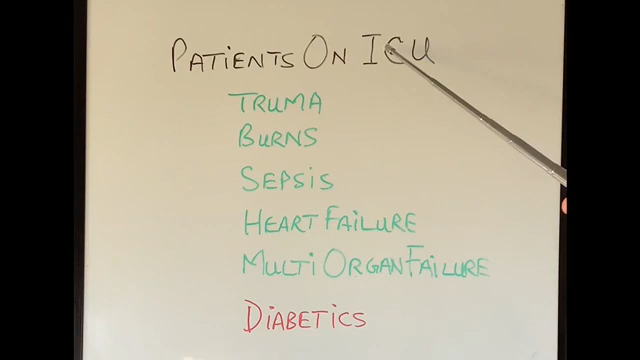 PATIENTS ON ICU
TRUMA
BURNS
SEPSIS
HEART FAILURE
MULTI ORGAN FAILURE
DIABETICS